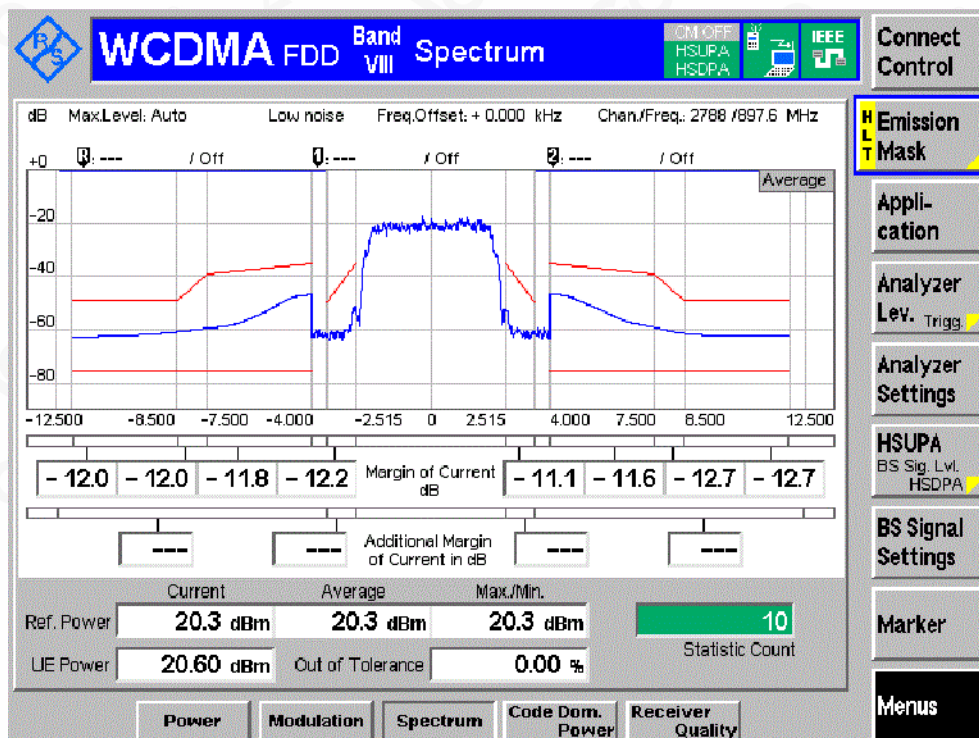 R S
WCDMA FDD Band VIII Spectrum
CM OFF
HSUPA
HSDPA
IEEE
Connect Control
dB Max.Level: Auto Low noise Freq.Offset: + 0.000 kHz Chan./Freq.: 2788 /897.6 MHz
H L T Emission Mask
R: --- / Off 1: --- / Off 2: --- / Off
+0
Average
-20
-40
-60
-80
-12.500 -8.500 -7.500 -4.000 -2.515 0 2.515 4.000 7.500 8.500 12.500
Appli-
cation
Analyzer
Lev. Trigg.
Analyzer
Settings
- 12.0 - 12.0 - 11.8 - 12.2 Margin of Current dB - 11.1 - 11.6 - 12.7 - 12.7
HSUPA
BS Sig. Lvl.
HSDPA
--- --- Additional Margin of Current in dB --- ---
BS Signal
Settings
Current Average Max./Min.
Ref. Power 20.3 dBm 20.3 dBm 20.3 dBm 10
Statistic Count
UE Power 20.60 dBm Out of Tolerance 0.00 %
Marker
Power Modulation Spectrum Code Dom. Power Receiver Quality
Menus